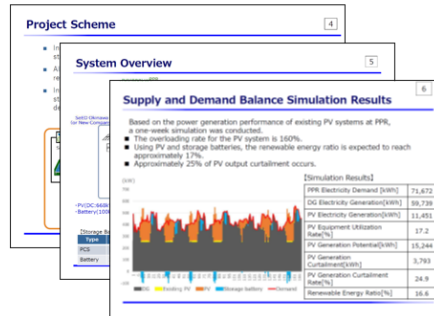 Project Scheme
4
System Overview
5
6
Supply and Demand Balance Simulation Results
Based on the power generation performance of existing PV systems at PPR,
a one-week simulation was conducted.
■ The overloading rate for the PV system is 160%.
■ Using PV and storage batteries, the renewable energy ratio is expected to reach
approximately 17%.
■ Approximately 25% of PV output curtailment occurs.
[Simulation Results]
PPR Electricity Demand [kWh] 71,672
DG Electricity Generation[kWh] 59,739
PV Electricity Generation[kWh] 11,451
PV Equipment Utilization
Rate[%] 17.2
PV Generation Potential[kWh] 15,244
PV Generation
Curtailment[kWh] 3,793
PV Generation Curtailment
Rate[%] 24.9
Renewable Energy Ratio[%] 16.6
DG Existing PV PV Storage battery Demand
Type
PCS
Battery